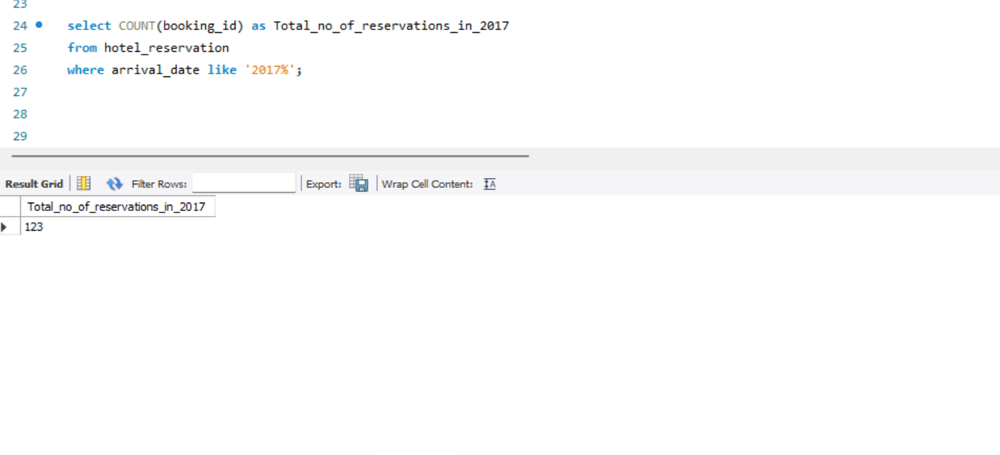 23
24 select COUNT(booking_id) as Total_no_of_reservations_in_2017
25 from hotel_reservation
26 where arrival_date like '2017%';
27
28
29
Result Grid Filter Rows: Export: Wrap Cell Content: IA
Total_no_of_reservations_in_2017
123